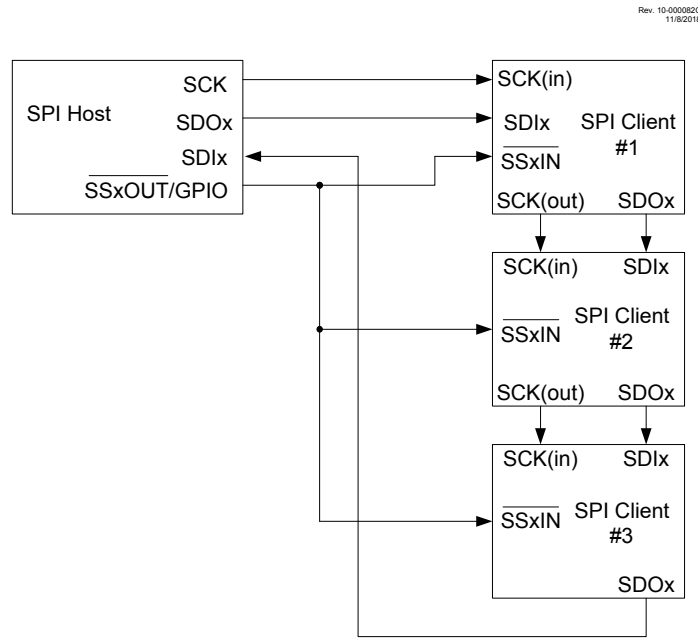 Rev. 10-000082C
11/8/2018
SPI Host
SCK
SDOx
SDIx
SSxOUT/GPIO
SCK(in)
SDIx
SPI Client
#1
SSxIN
SCK(out) SDOx
SCK(in) SDIx
SPI Client
#2
SSxIN
SCK(out) SDOx
SCK(in) SDIx
SPI Client
#3
SSxIN
SDOx